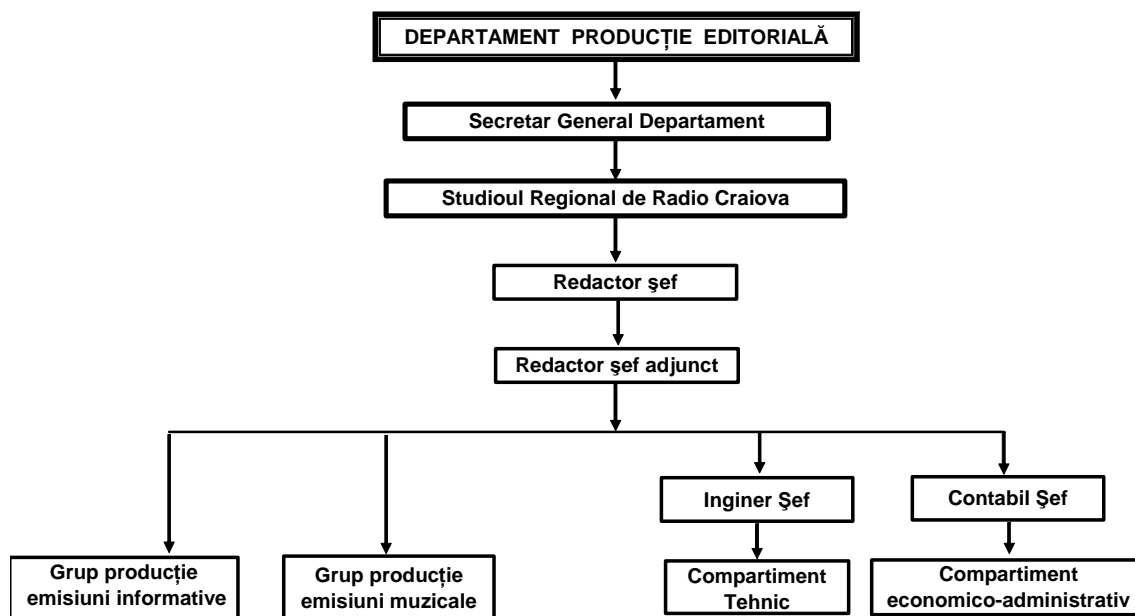 DEPARTAMENT PRODUCȚIE EDITORIALĂ
Secretar General Departament
Studioul Regional de Radio Craiova
Redactor şef
Redactor şef adjunct
Inginer Şef
Contabil Şef
Grup producție
emisiuni informative
Grup producție
emisiuni muzicale
Compartiment
Tehnic
Compartiment
economico-administrativ